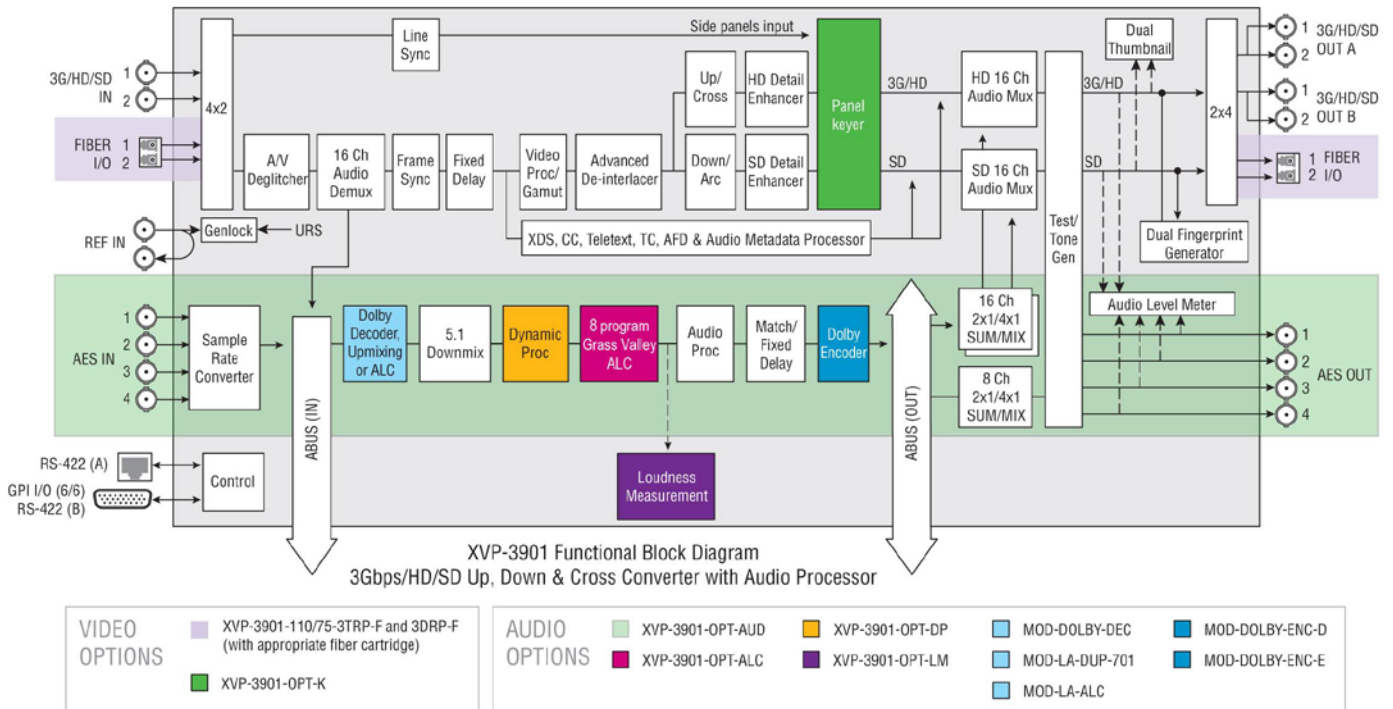 Side panels input
Line
Sync
Dual
Thumbnail
1
3G/HD/SD
OUT A
2
3G/HD/SD
IN
1
2
4x2
Up/
Cross
HD Detail
Enhancer
Panel
keyer
3G/HD
HD 16 Ch
Audio Mux
3G/HD
2x4
1
3G/HD/SD
OUT B
2
FIBER
I/O
1
2
A/V
Deglitcher
16 Ch
Audio
Demux
Frame
Sync
Fixed
Delay
Video
Proc/
Gamut
Advanced
De-interlacer
Down/
Arc
SD Detail
Enhancer
SD
SD 16 Ch
Audio Mux
SD
1
2
FIBER
I/O
REF IN
Genlock
URS
XDS, CC, Teletext, TC, AFD & Audio Metadata Processor
Test/
Tone
Gen
Dual Fingerprint
Generator
AES IN
1
2
3
4
Sample
Rate
Converter
ABUS (IN)
Dolby
Decoder,
Upmixing
or ALC
5.1
Downmix
Dynamic
Proc
8 program
Grass Valley
ALC
Audio
Proc
Match/
Fixed
Delay
Dolby
Encoder
ABUS (OUT)
16 Ch
2x1/4x1
SUM/MIX
8 Ch
2x1/4x1
SUM/MIX
Audio Level Meter
1
2
3
4
AES OUT
RS-422 (A)
GPI I/O (6/6)
RS-422 (B)
Control
Loudness
Measurement
XVP-3901 Functional Block Diagram
3Gbps/HD/SD Up, Down & Cross Converter with Audio Processor
VIDEO
OPTIONS
XVP-3901-110/75-3TRP-F and 3DRP-F
(with appropriate fiber cartridge)
XVP-3901-OPT-K
AUDIO
OPTIONS
XVP-3901-OPT-AUD
XVP-3901-OPT-ALC
XVP-3901-OPT-DP
XVP-3901-OPT-LM
MOD-DOLBY-DEC
MOD-LA-DUP-701
MOD-LA-ALC
MOD-DOLBY-ENC-D
MOD-DOLBY-ENC-E